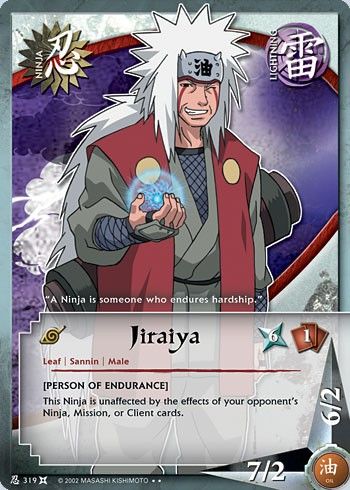 NINJA
忍
LIGHTNING
雷
油
"A Ninja is someone who endures hardship."
Jiraiya
6
1
Leaf | Sannin | Male
[PERSON OF ENDURANCE]
This Ninja is unaffected by the effects of your opponent's
Ninja, Mission, or Client cards.
6/2
忍 319
© 2002 MASASHI KISHIMOTO
7/2
油
ON